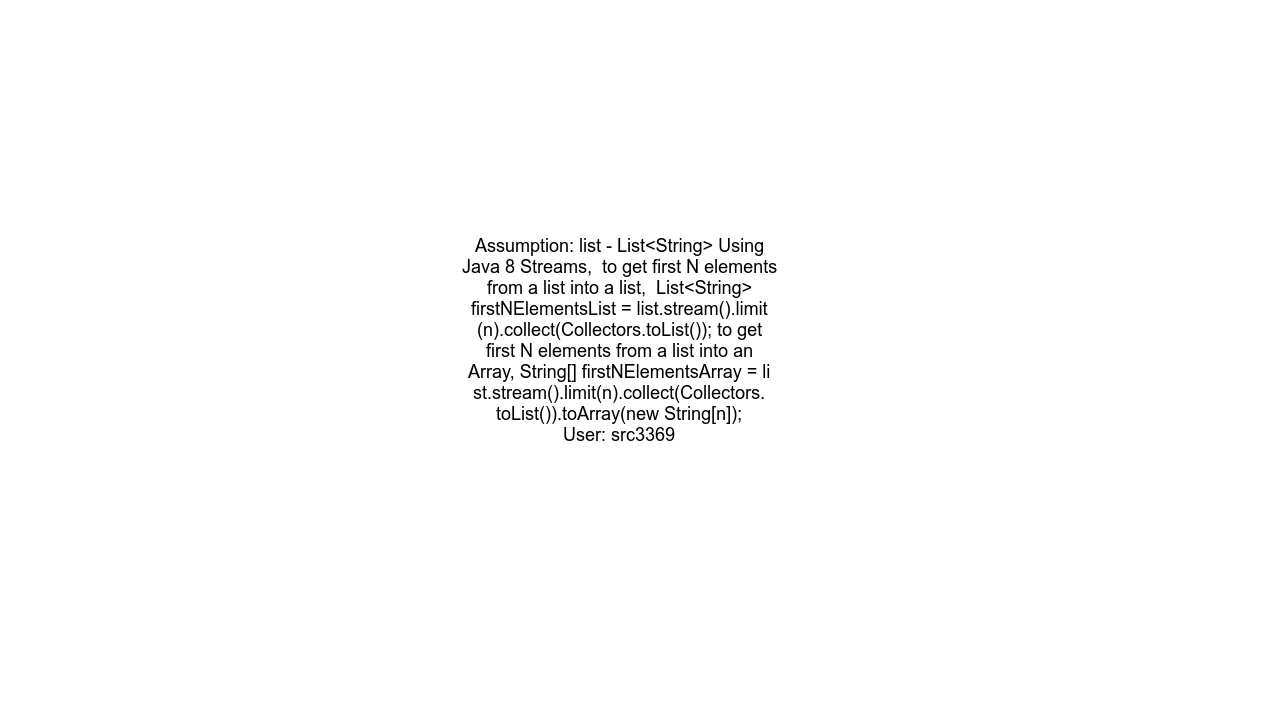 Assumption: list - List<String> Using
Java 8 Streams,  to get first N elements
from a list into a list,  List<String>
firstNElementsList = list.stream().limit
(n).collect(Collectors.toList()); to get
first N elements from a list into an
Array, String[] firstNElementsArray = li
st.stream().limit(n).collect(Collectors.
toList()).toArray(new String[n]);
User: src3369